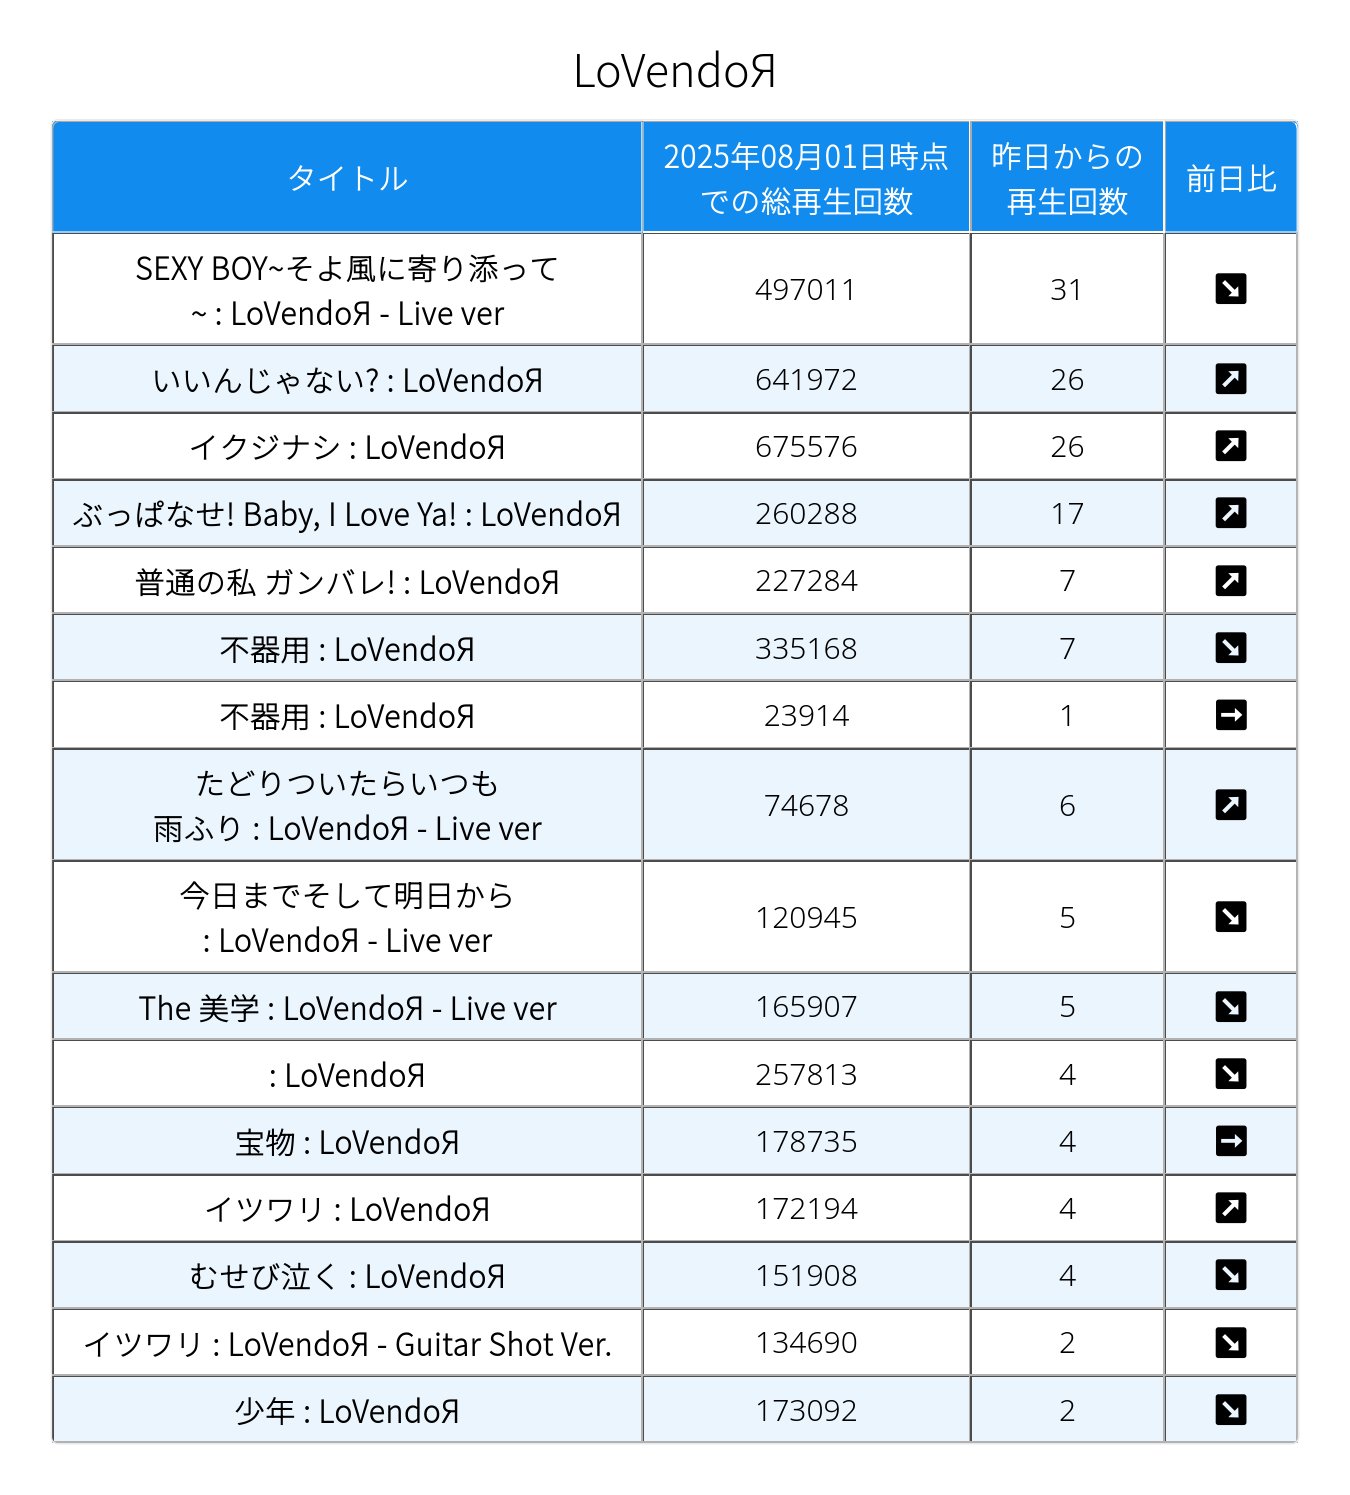 LoVendoЯ
タイトル
2025年08月01日時点
での総再生回数
昨日からの
再生回数
前日比
SEXY BOY~そよ風に寄り添って
~ : LoVendoЯ - Live ver
497011
31
いいんじゃない? : LoVendoЯ
641972
26
イクジナシ : LoVendoЯ
675576
26
ぶっぱなせ! Baby, I Love Ya! : LoVendoЯ
260288
17
普通の私 ガンバレ! : LoVendoЯ
227284
7
不器用 : LoVendoЯ
335168
7
不器用 : LoVendoЯ
23914
1
たどりついたらいつも
雨ふり : LoVendoЯ - Live ver
74678
6
今日までそして明日から
: LoVendoЯ - Live ver
120945
5
The 美学 : LoVendoЯ - Live ver
165907
5
: LoVendoЯ
257813
4
宝物 : LoVendoЯ
178735
4
イツワリ : LoVendoЯ
172194
4
むせび泣く : LoVendoЯ
151908
4
イツワリ : LoVendoЯ - Guitar Shot Ver.
134690
2
少年 : LoVendoЯ
173092
2